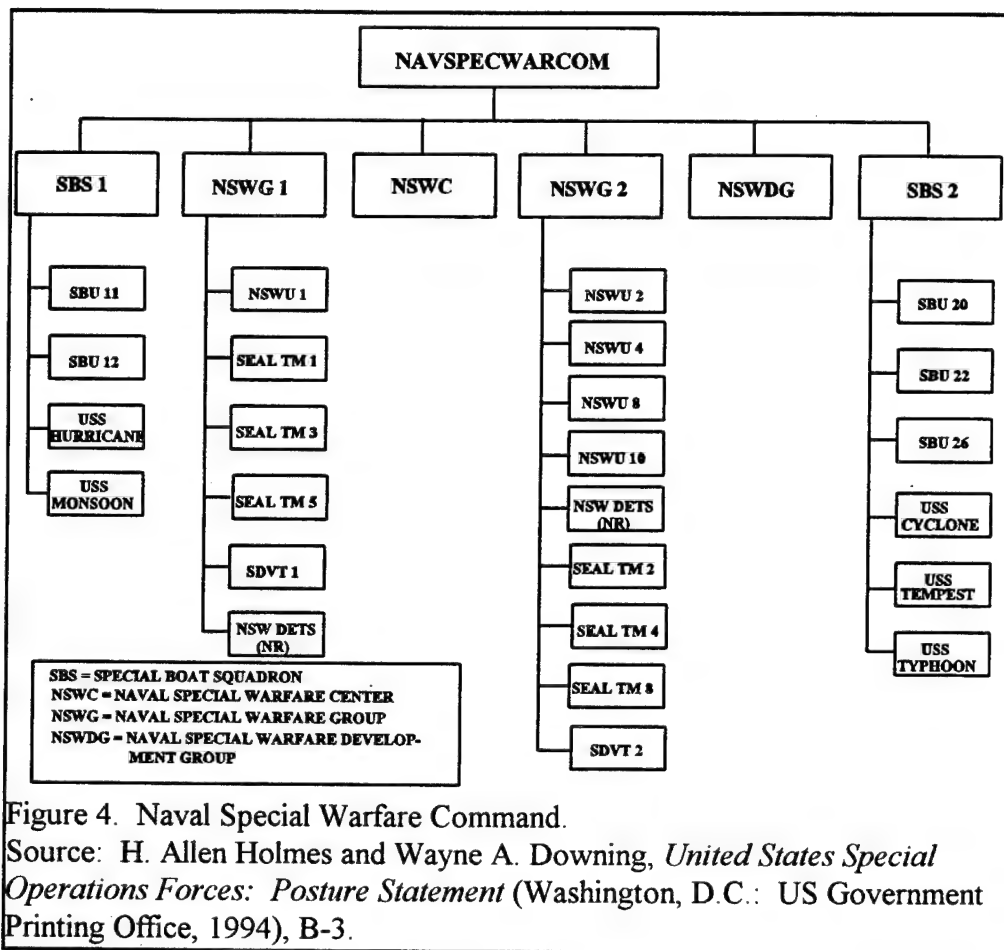 NAVSPECWARCOM
SBS 1
NSWG 1
NSWC
NSWG 2
NSWDG
SBS 2
SBU 11
SBU 12
USS
HURRICANE
USS
MONSOON
NSWU 1
SEAL TM 1
SEAL TM 3
SEAL TM 5
SDVT 1
NSW DETS
(NR)
NSWU 2
NSWU 4
NSWU 8
NSWU 10
NSW DETS
(NR)
SEAL TM 2
SEAL TM 4
SEAL TM 8
SDVT 2
SBU 20
SBU 22
SBU 26
USS
CYCLONE
USS
TEMPEST
USS
TYPHOON
SBS = SPECIAL BOAT SQUADRON
NSWC = NAVAL SPECIAL WARFARE CENTER
NSWG = NAVAL SPECIAL WARFARE GROUP
NSWDG = NAVAL SPECIAL WARFARE DEVELOP-
MENT GROUP
Figure 4. Naval Special Warfare Command.
Source: H. Allen Holmes and Wayne A. Downing, United States Special
Operations Forces: Posture Statement (Washington, D.C.: US Government
Printing Office, 1994), B-3.